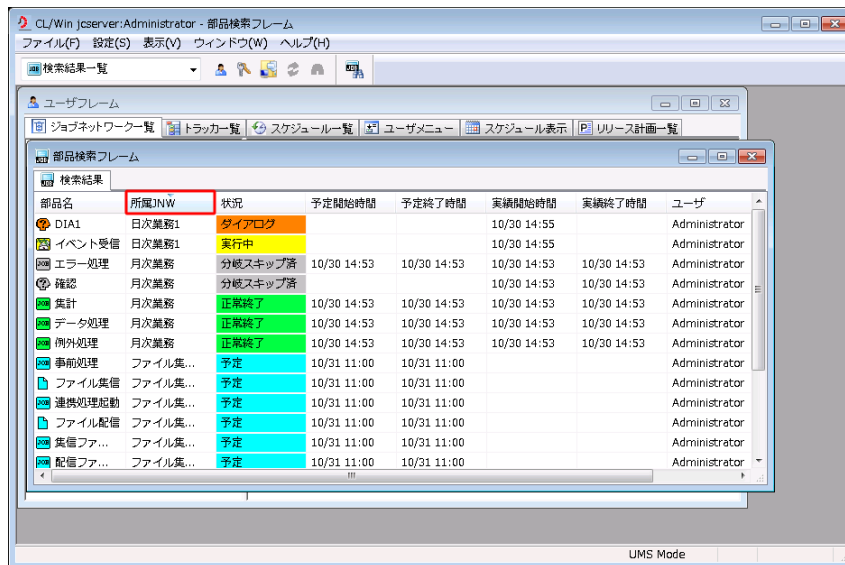 CL/Win jcserver:Administrator - 部品検索フレーム
ファイル(F) 設定(S) 表示(V) ウィンドウ(W) ヘルプ(H)
検索結果一覧
ユーザフレーム
ジョブネットワーク一覧 トラッカ一覧 スケジュール一覧 ユーザメニュー スケジュール表示 リリース計画一覧
部品検索フレーム
検索結果
部品名 所属JNW 状況 予定開始時間 予定終了時間 実績開始時間 実績終了時間 ユーザ
DIA1 日次業務1 ダイアログ 10/30 14:55 Administrator
イベント受信 日次業務1 実行中 10/30 14:55 Administrator
エラー処理 月次業務 分岐スキップ済 10/30 14:53 10/30 14:53 10/30 14:53 10/30 14:53 Administrator
確認 月次業務 分岐スキップ済 10/30 14:53 10/30 14:53 Administrator
集計 月次業務 正常終了 10/30 14:53 10/30 14:53 10/30 14:53 10/30 14:53 Administrator
データ処理 月次業務 正常終了 10/30 14:53 10/30 14:53 10/30 14:53 10/30 14:53 Administrator
例外処理 月次業務 正常終了 10/30 14:53 10/30 14:53 10/30 14:53 10/30 14:53 Administrator
事前処理 ファイル集... 予定 10/31 11:00 10/31 11:00 Administrator
ファイル集信 ファイル集... 予定 10/31 11:00 10/31 11:00 Administrator
連携処理起動 ファイル集... 予定 10/31 11:00 10/31 11:00 Administrator
ファイル配信 ファイル集... 予定 10/31 11:00 10/31 11:00 Administrator
集信ファ... ファイル集... 予定 10/31 11:00 10/31 11:00 Administrator
配信ファ... ファイル集... 予定 10/31 11:00 10/31 11:00 Administrator
UMS Mode